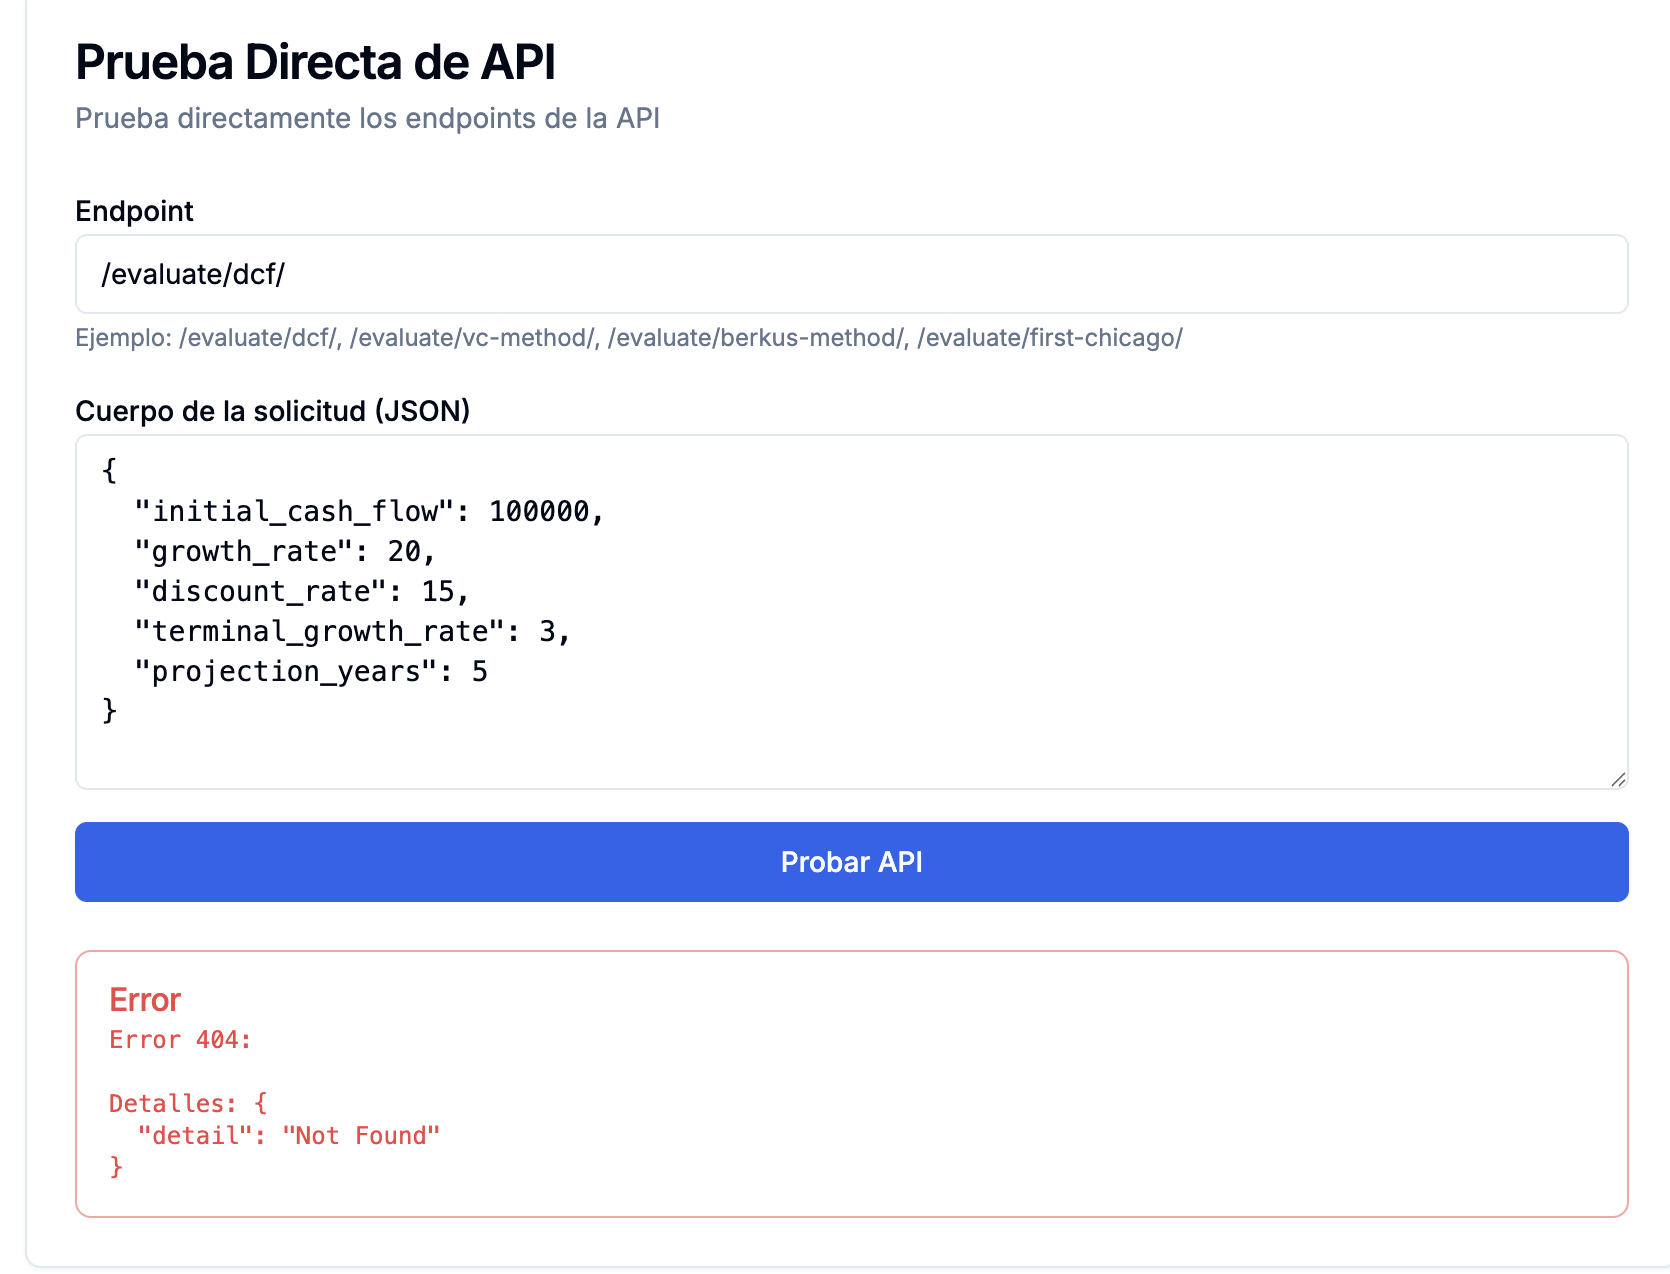 Prueba Directa de API
Prueba directamente los endpoints de la API
Endpoint
/evaluate/dcf/
Ejemplo: /evaluate/dcf/, /evaluate/vc-method/, /evaluate/berkus-method/, /evaluate/first-chicago/
Cuerpo de la solicitud (JSON)
{
  "initial_cash_flow": 100000,
  "growth_rate": 20,
  "discount_rate": 15,
  "terminal_growth_rate": 3,
  "projection_years": 5
}
Probar API
Error
Error 404:
Detalles: {
  "detail": "Not Found"
}